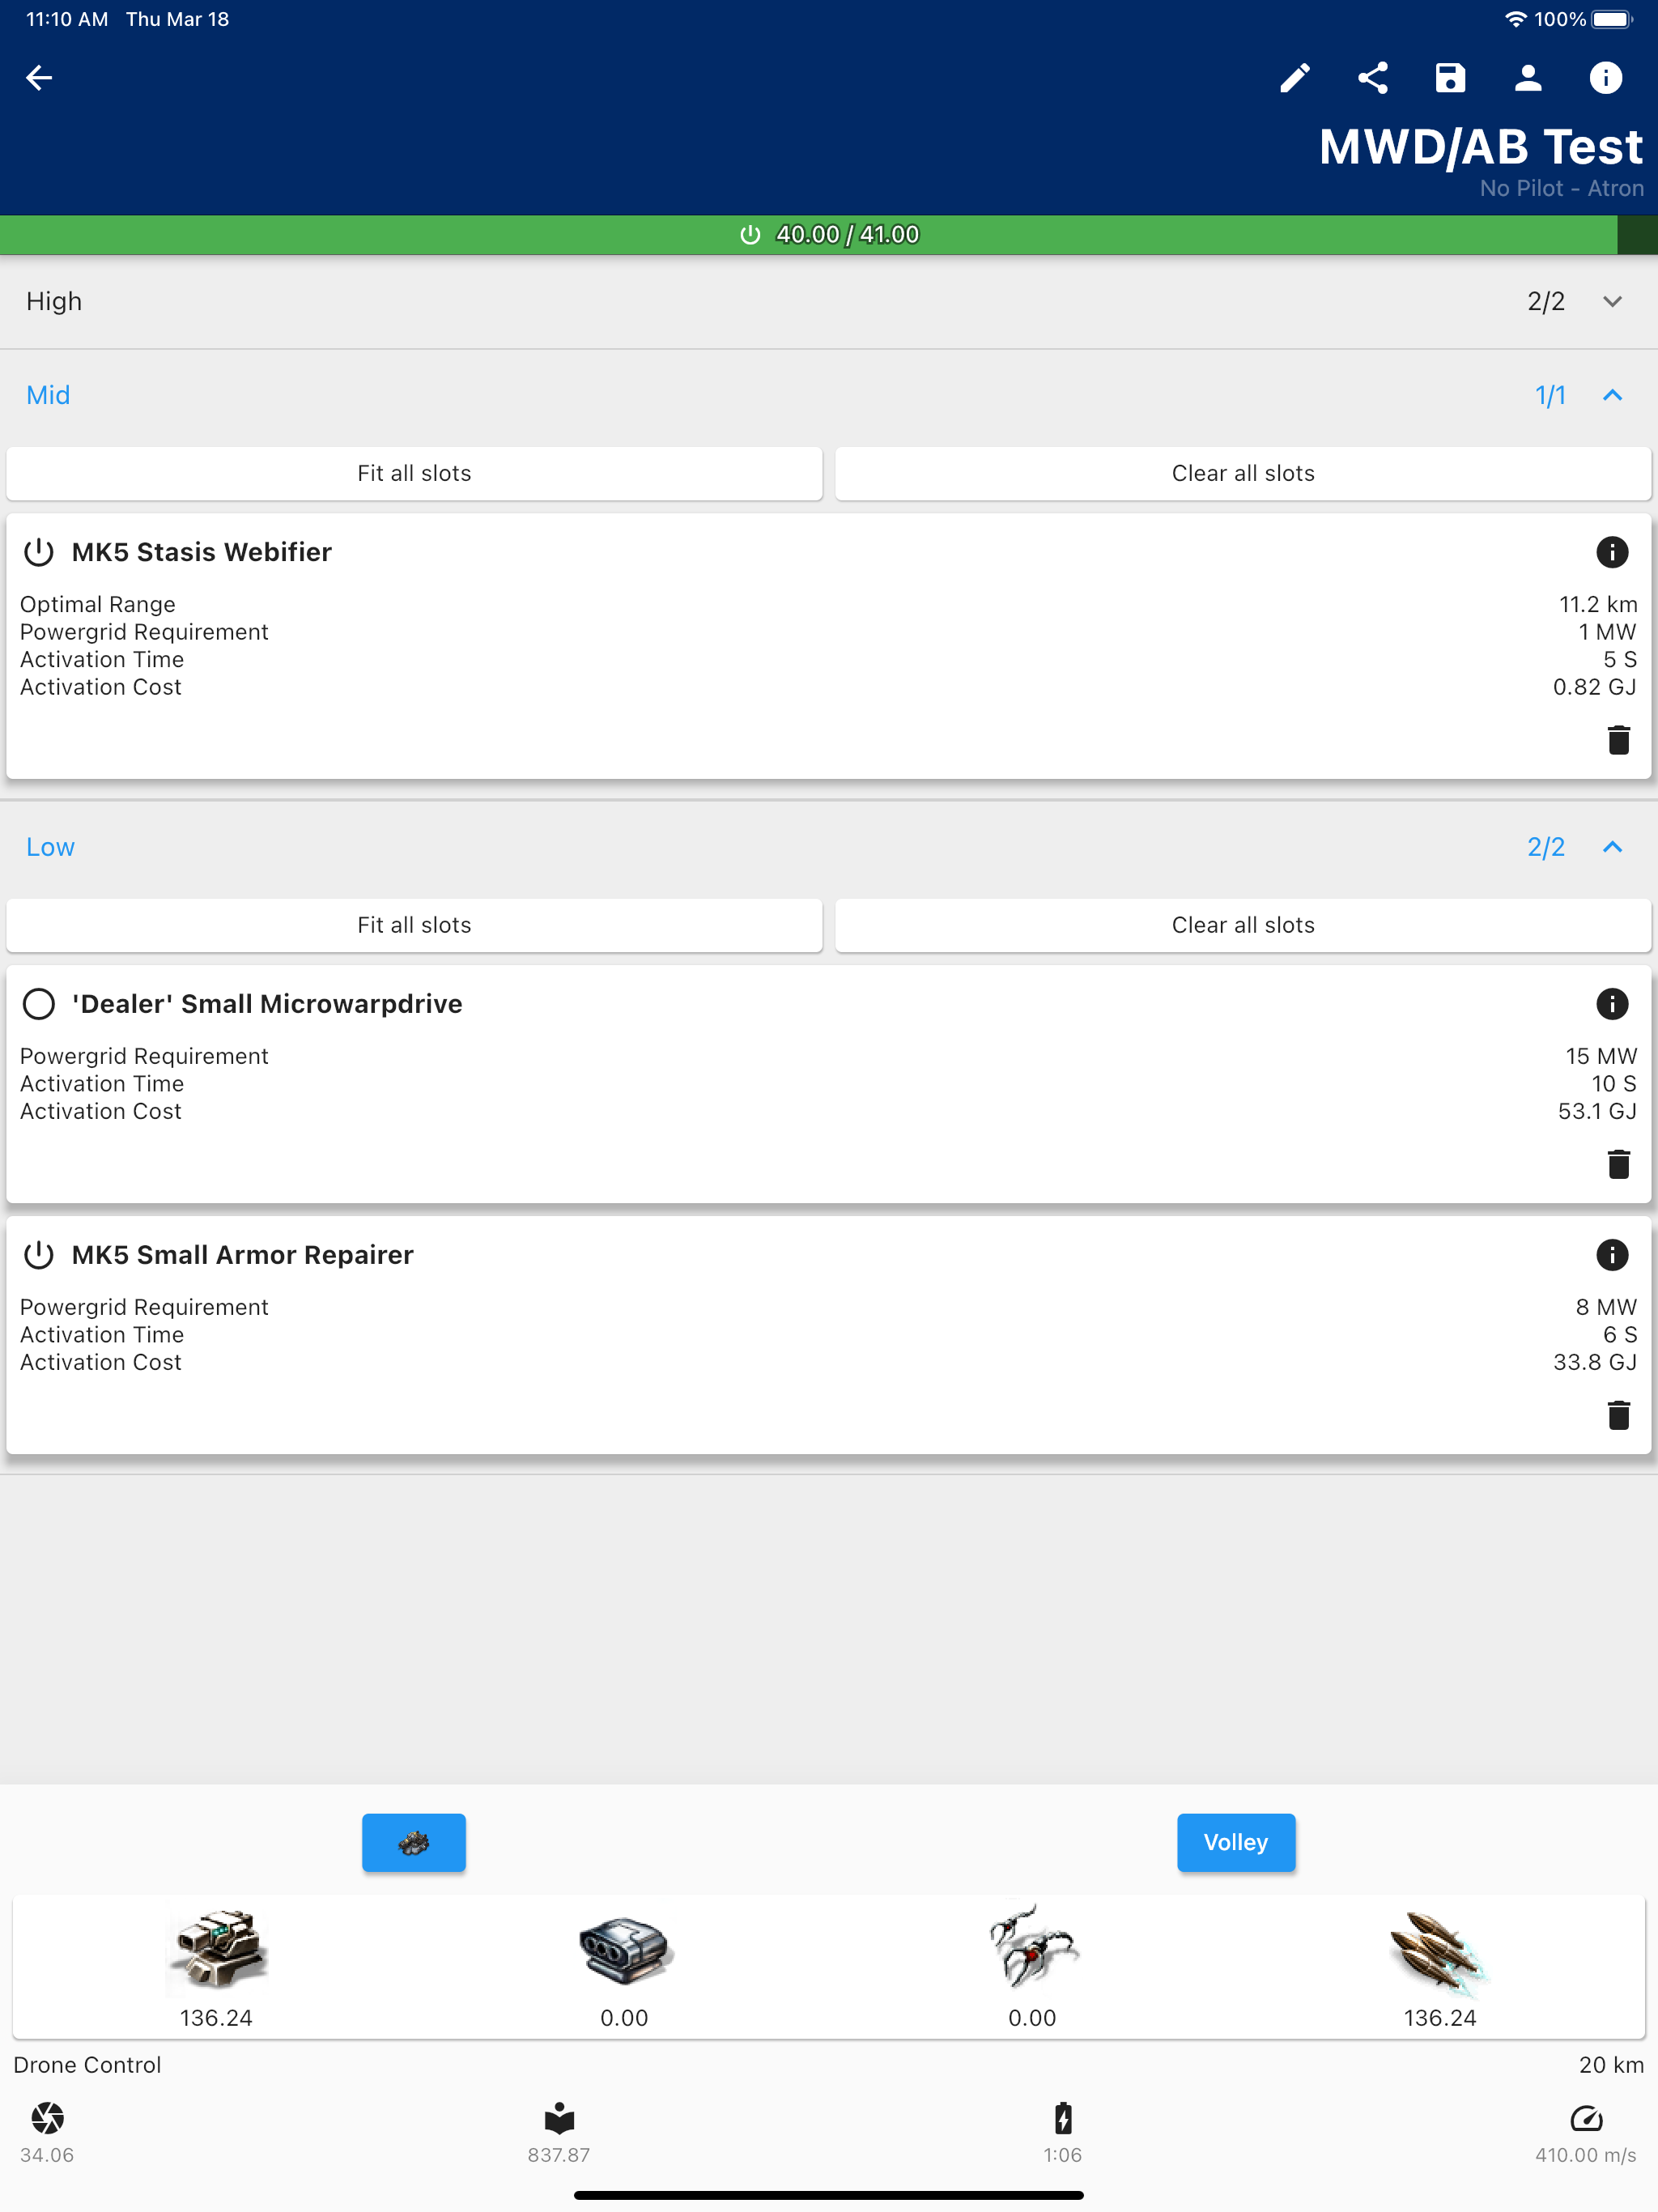 11:10 AM Thu Mar 18 100%
MWD/AB Test
No Pilot - Atron
40.00 / 41.00
High 2/2
Mid 1/1
Fit all slots Clear all slots
MK5 Stasis Webifier
Optimal Range 11.2 km
Powergrid Requirement 1 MW
Activation Time 5 S
Activation Cost 0.82 GJ
Low 2/2
Fit all slots Clear all slots
'Dealer' Small Microwarpdrive
Powergrid Requirement 15 MW
Activation Time 10 S
Activation Cost 53.1 GJ
MK5 Small Armor Repairer
Powergrid Requirement 8 MW
Activation Time 6 S
Activation Cost 33.8 GJ
Volley
136.24 0.00 0.00 136.24
Drone Control 20 km
34.06 837.87 1:06 410.00 m/s